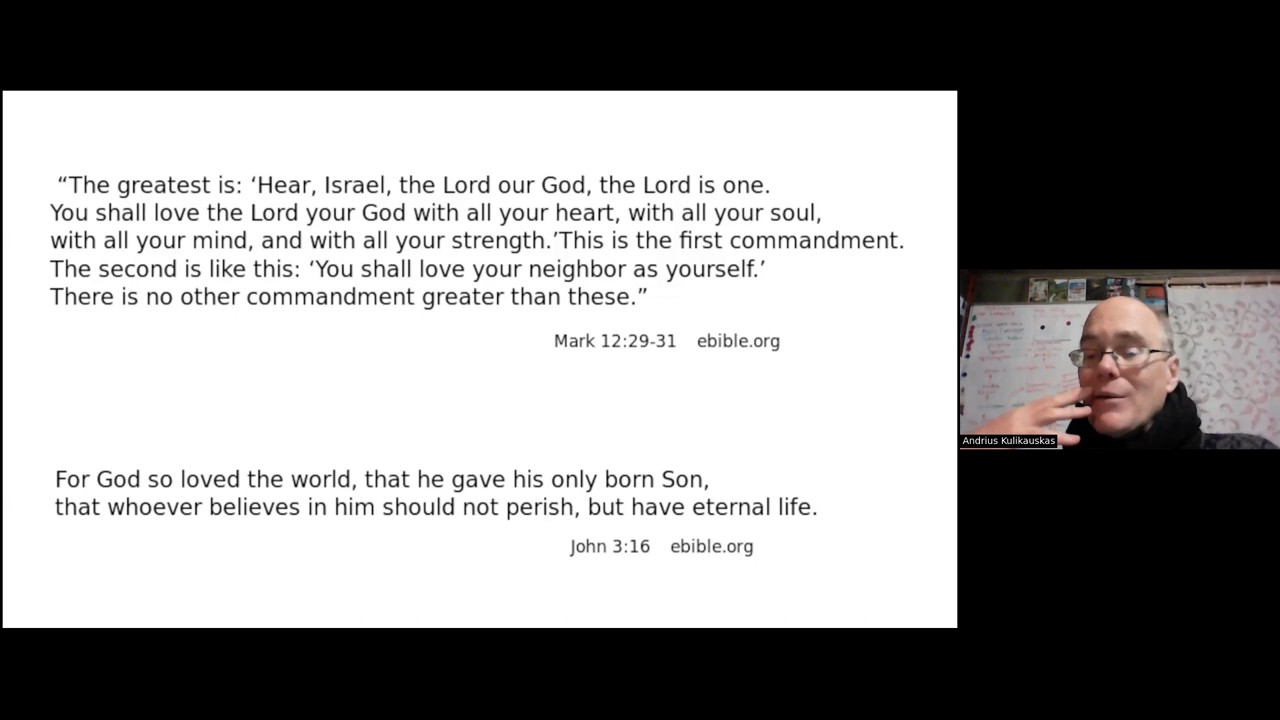 “The greatest is: ‘Hear, Israel, the Lord our God, the Lord is one.
You shall love the Lord your God with all your heart, with all your soul,
with all your mind, and with all your strength.’This is the first commandment.
The second is like this: ‘You shall love your neighbor as yourself.’
There is no other commandment greater than these.”
Mark 12:29-31 ebible.org
For God so loved the world, that he gave his only born Son,
that whoever believes in him should not perish, but have eternal life.
John 3:16 ebible.org
Andrius Kulikauskas